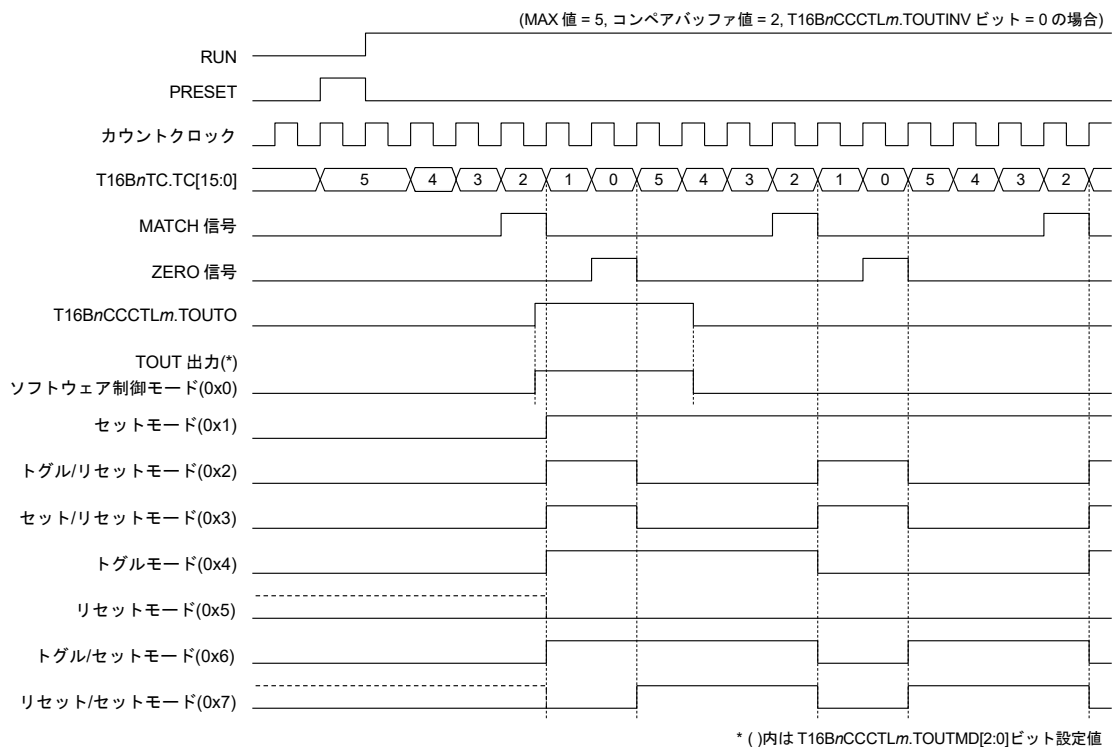 (MAX 値 = 5, コンペアバッファ値 = 2, T16BnCCCTLm.TOUTINV ビット = 0 の場合)
RUN
PRESET
カウントクロック
T16BnTC.TC[15:0]
5 4 3 2 1 0 5 4 3 2 1 0 5 4 3 2
MATCH 信号
ZERO 信号
T16BnCCCTLm.TOUTO
TOUT 出力(*)
ソフトウェア制御モード(0x0)
セットモード(0x1)
トグル/リセットモード(0x2)
セット/リセットモード(0x3)
トグルモード(0x4)
リセットモード(0x5)
トグル/セットモード(0x6)
リセット/セットモード(0x7)
* ( )内は T16BnCCCTLm.TOUTMD[2:0]ビット設定値